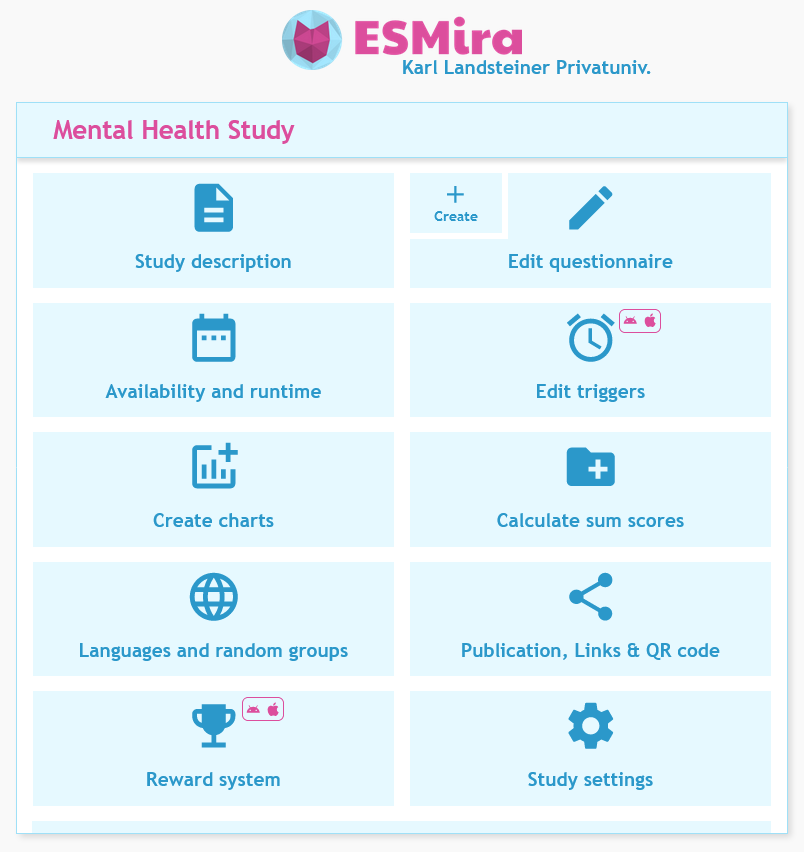 ESMira
Karl Landsteiner Privatuniv.
Mental Health Study
Study description
Create
Edit questionnaire
Availability and runtime
Edit triggers
Create charts
Calculate sum scores
Languages and random groups
Publication, Links & QR code
Reward system
Study settings